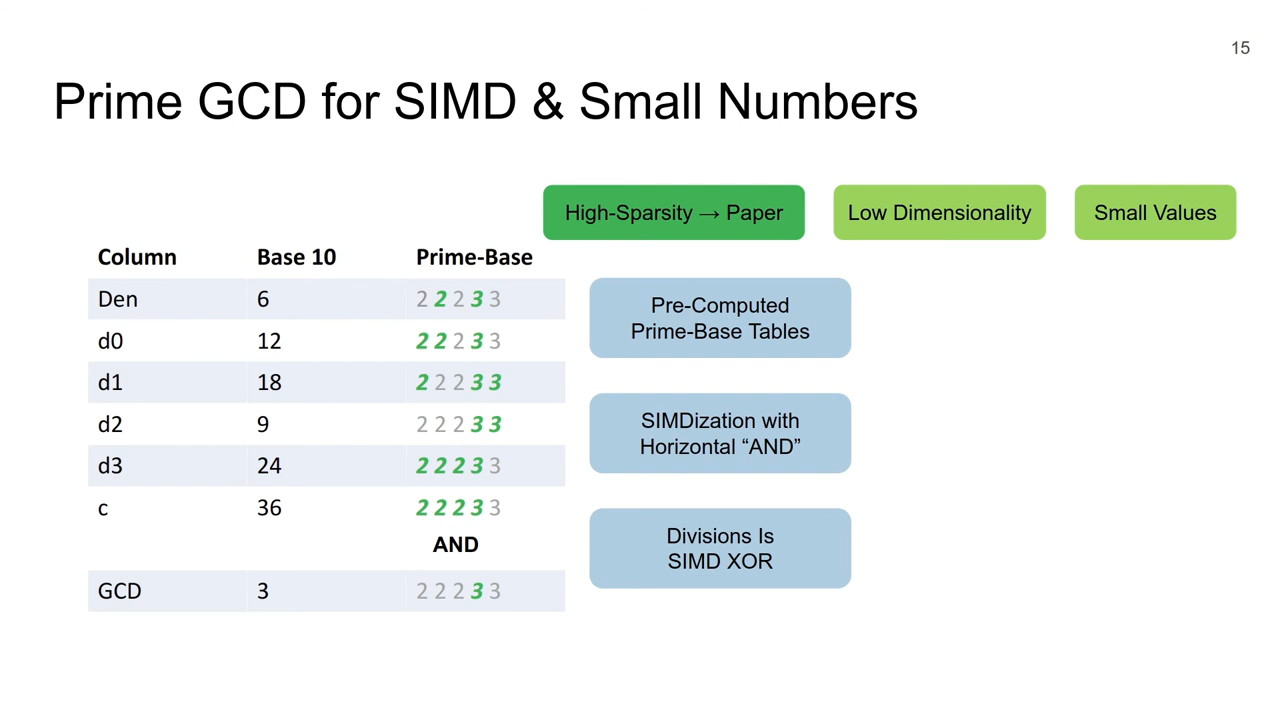 15
Prime GCD for SIMD & Small Numbers
High-Sparsity → Paper
Low Dimensionality
Small Values
Column Base 10 Prime-Base
Den 6 2 2 2 3 3
d0 12 2 2 2 3 3
d1 18 2 2 2 3 3
d2 9 2 2 2 3 3
d3 24 2 2 2 3 3
c 36 2 2 2 3 3
AND
GCD 3 2 2 2 3 3
Pre-Computed
Prime-Base Tables
SIMDization with
Horizontal “AND”
Divisions Is
SIMD XOR